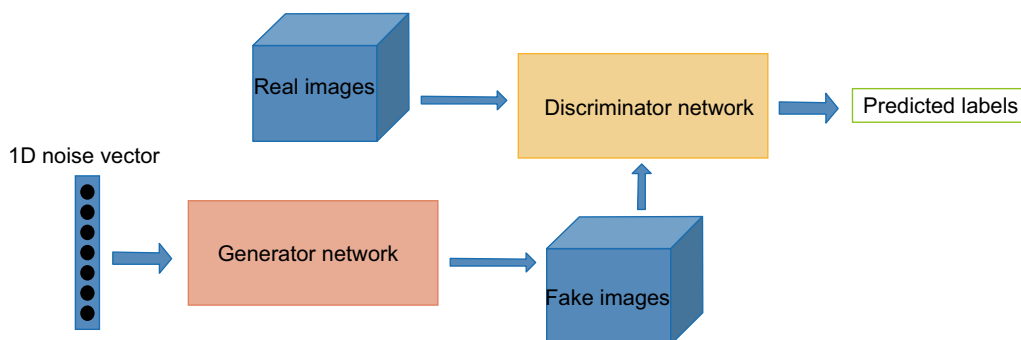 Real images
Discriminator network
Predicted labels
1D noise vector
Generator network
Fake images